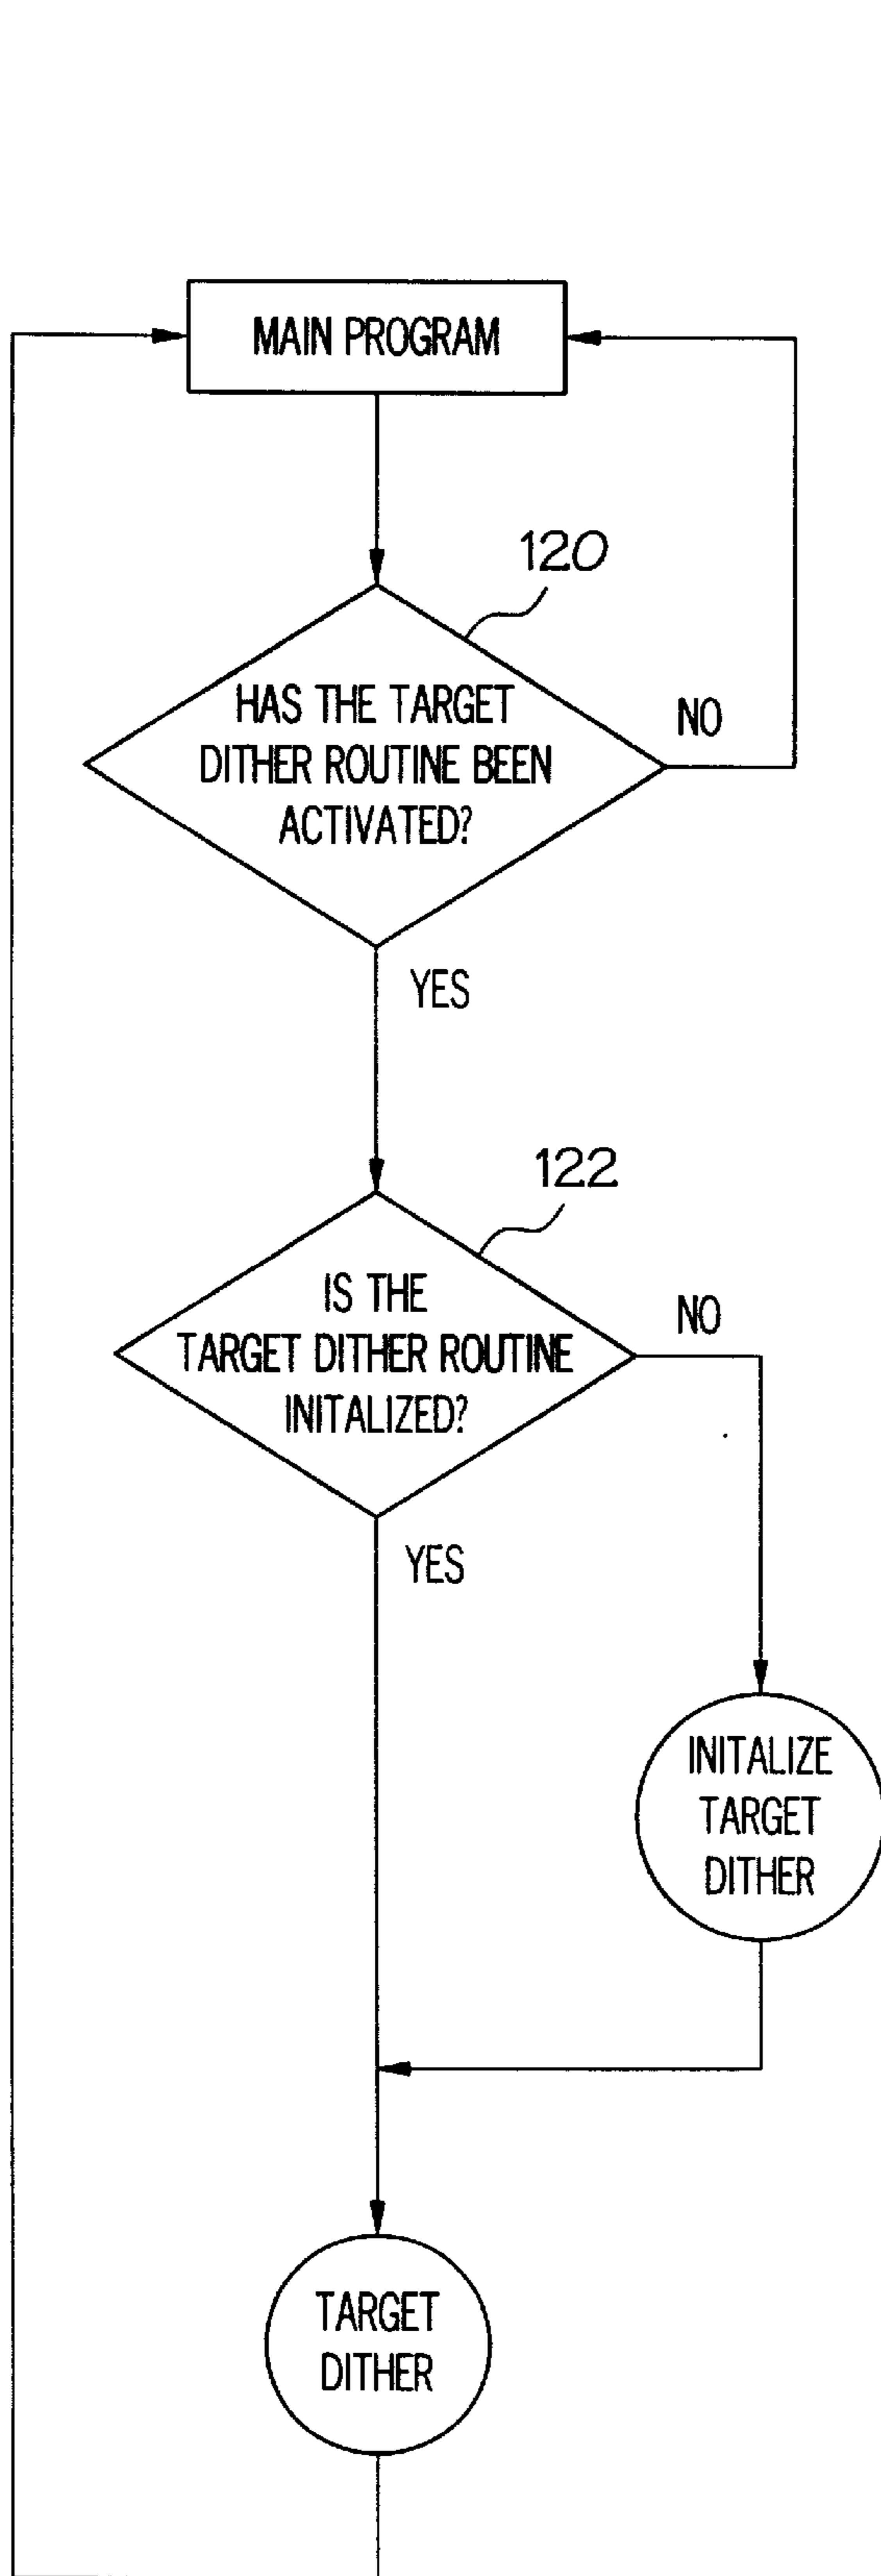 MAIN PROGRAM
120
HAS THE TARGET
DITHER ROUTINE BEEN
ACTIVATED?
NO
YES
122
IS THE
TARGET DITHER ROUTINE
INITALIZED?
NO
YES
INITALIZE
TARGET
DITHER
TARGET
DITHER